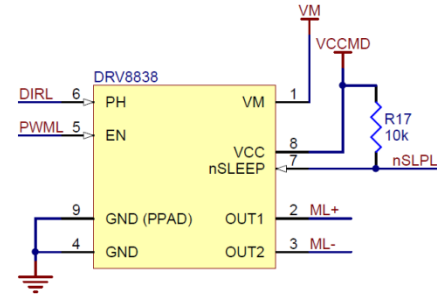 VM
VCCMD
DRV8838
DIRL 6 PH VM 1
R17
10k
PWML 5 EN
VCC 8
nSLEEP 7 nSLPL
9 GND (PPAD) OUT1 2 ML+
4 GND OUT2 3 ML-